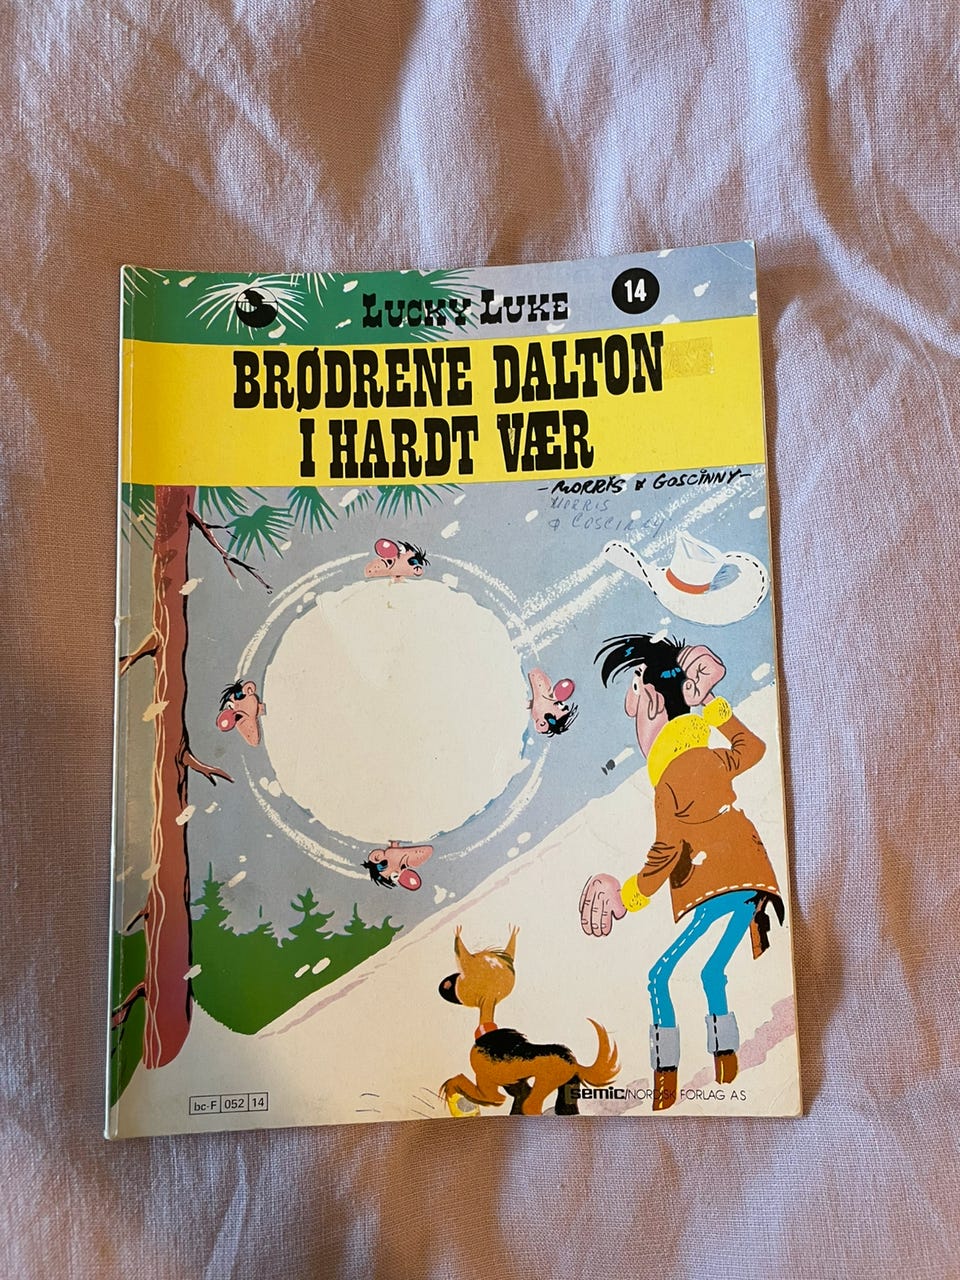 LUCKY LUKE
14
BRØDRENE DALTON
I HARDT VÆR
-MORRIS & GOSCINNY-
MORRIS
& GOSCINNY
bc-F 052 14
semic/NORDISK FORLAG AS